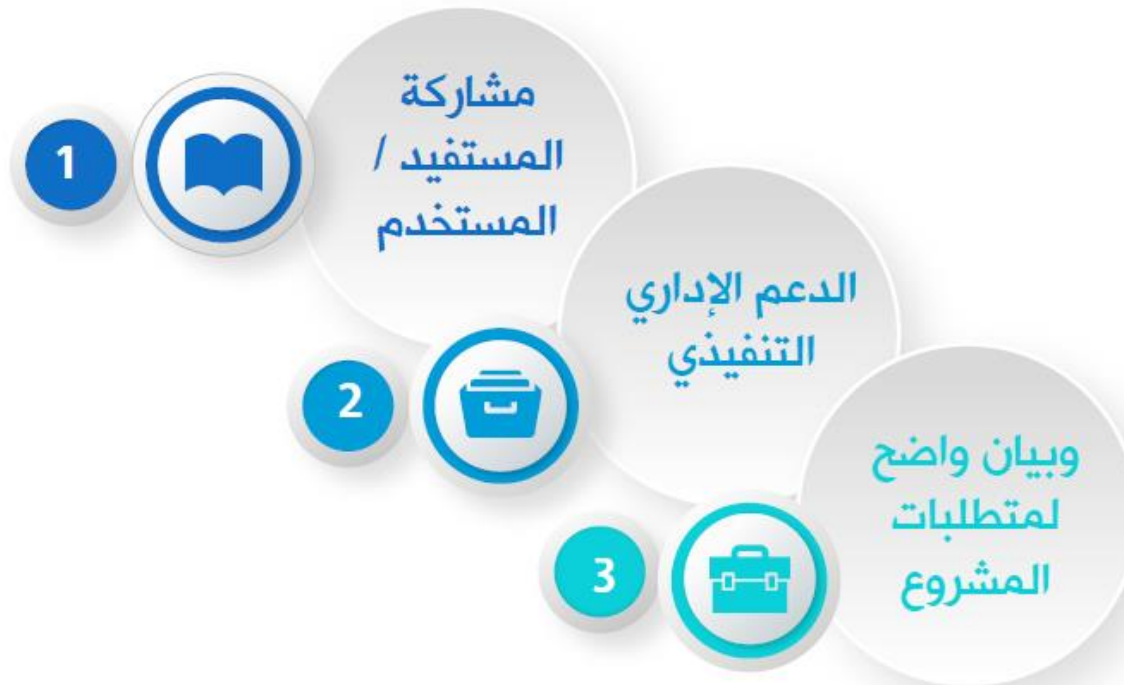 1
مشاركة
المستفيد /
المستخدم
2
الدعم الإداري
التنفيذي
3
وبيان واضح
لمتطلبات
المشروع